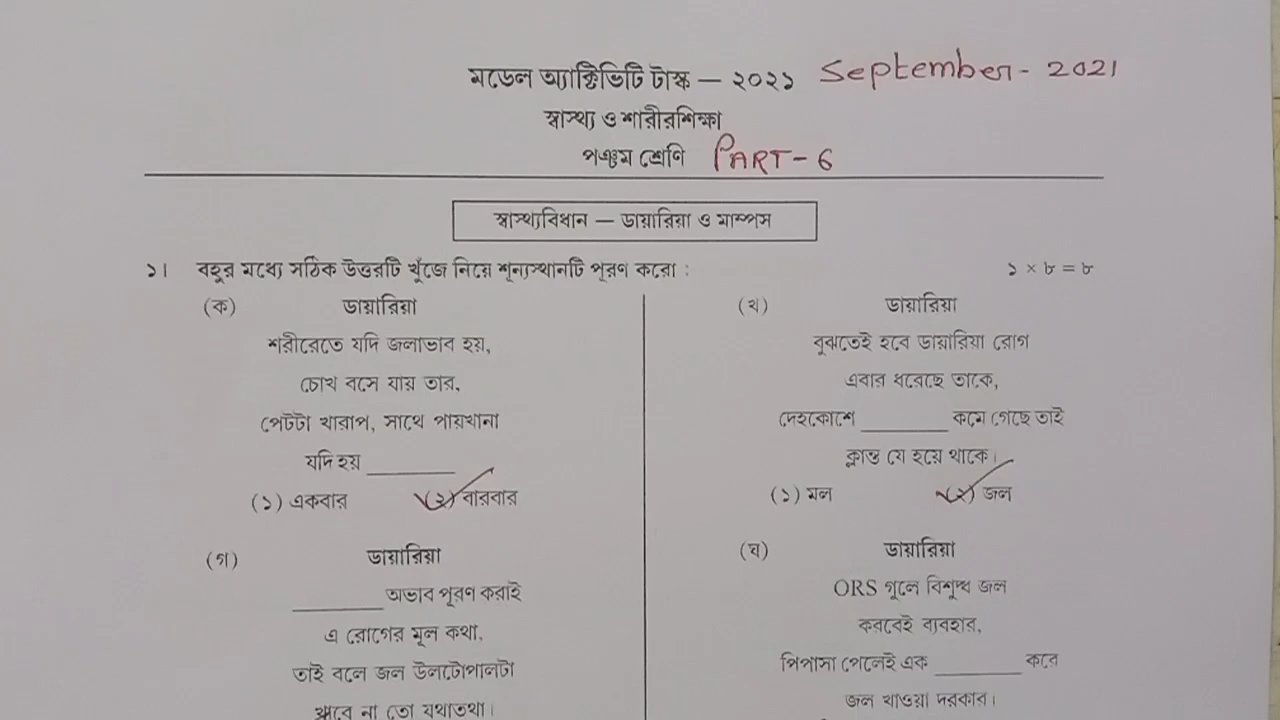 মডেল অ্যাক্টিভিটি টাস্ক — ২০২১ September - 2021
স্বাস্থ্য ও শারীরশিক্ষা
পঞ্চম শ্রেণি PART - 6
স্বাস্থ্যবিধান — ডায়ারিয়া ও মাম্পস
১। বহুর মধ্যে সঠিক উত্তরটি খুঁজে নিয়ে শূন্যস্থানটি পূরণ করো : ১ × ৮ = ৮
(ক) ডায়ারিয়া
শরীরেতে যদি জলাভাব হয়,
চোখ বসে যায় তার,
পেটটা খারাপ, সাথে পায়খানা
যদি হয় ________
(১) একবার (২) বারবার
(খ) ডায়ারিয়া
বুঝতেই হবে ডায়ারিয়া রোগ
এবার ধরেছে তাকে,
দেহকোশে ________ কমে গেছে তাই
ক্লান্ত যে হয়ে থাকে।
(১) মল (২) জল
(গ) ডায়ারিয়া
________ অভাব পূরণ করাই
এ রোগের মূল কথা,
তাই বলে জল উলটোপালটা
খাবে না তো যথাতথা।
(ঘ) ডায়ারিয়া
ORS গুলে বিশুদ্ধ জল
করবেই ব্যবহার,
পিপাসা পেলেই এক ________ করে
জল খাওয়া দরকার।